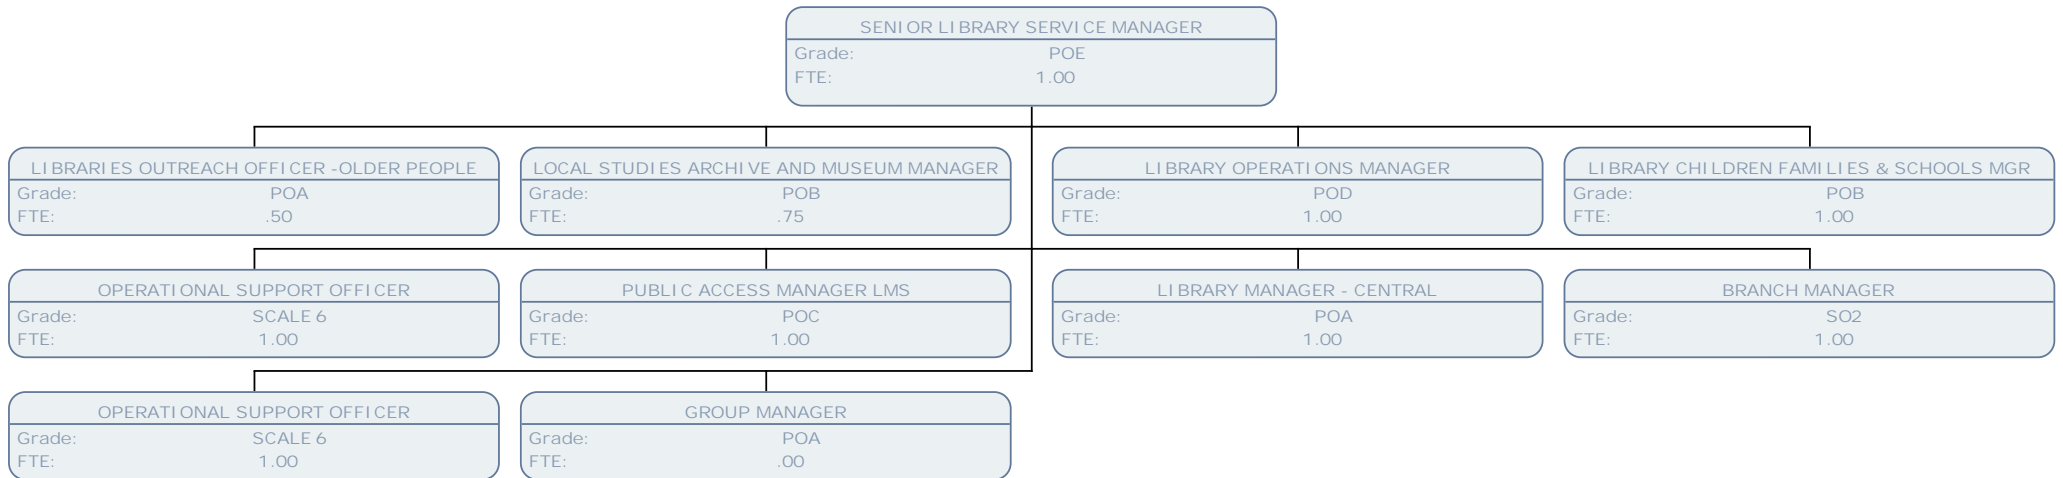 SENIOR LIBRARY SERVICE MANAGER
Grade: POE
FTE: 1.00
LIBRARIES OUTREACH OFFICER -OLDER PEOPLE
Grade: POA
FTE: .50
LOCAL STUDIES ARCHIVE AND MUSEUM MANAGER
Grade: POB
FTE: .75
LIBRARY OPERATIONS MANAGER
Grade: POD
FTE: 1.00
LIBRARY CHILDREN FAMILIES & SCHOOLS MGR
Grade: POB
FTE: 1.00
OPERATIONAL SUPPORT OFFICER
Grade: SCALE 6
FTE: 1.00
PUBLIC ACCESS MANAGER LMS
Grade: POC
FTE: 1.00
LIBRARY MANAGER - CENTRAL
Grade: POA
FTE: 1.00
BRANCH MANAGER
Grade: SO2
FTE: 1.00
OPERATIONAL SUPPORT OFFICER
Grade: SCALE 6
FTE: 1.00
GROUP MANAGER
Grade: POA
FTE: .00